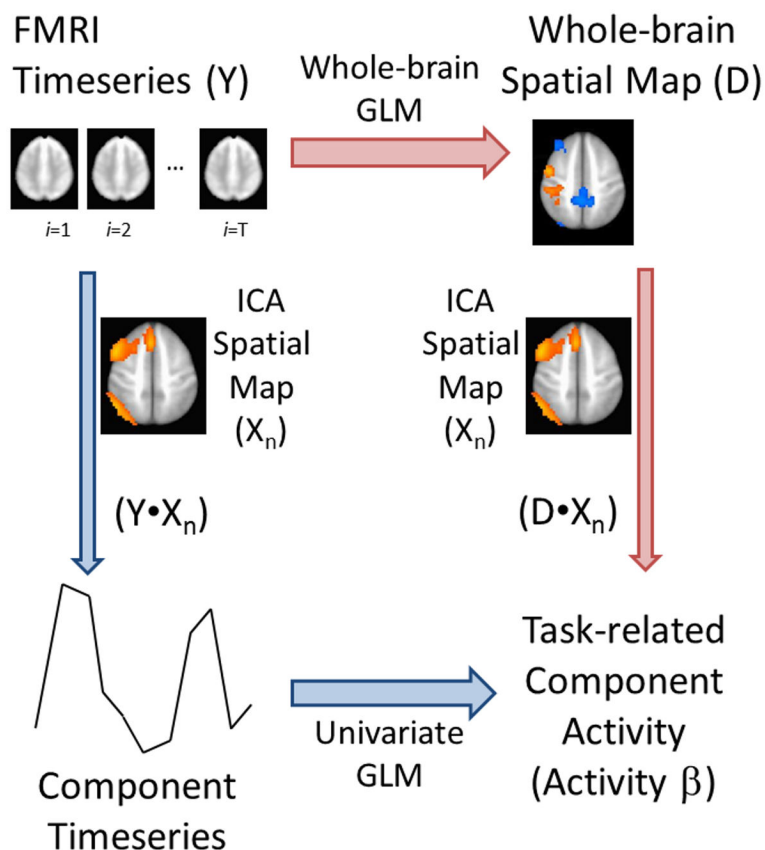 FMRI
Timeseries (Y)
Whole-brain
GLM
Whole-brain
Spatial Map (D)
...
i=1
i=2
i=T
ICA
Spatial
Map
(Xn)
ICA
Spatial
Map
(Xn)
(Y•Xn)
(D•Xn)
Component
Timeseries
Univariate
GLM
Task-related
Component
Activity
(Activity β)